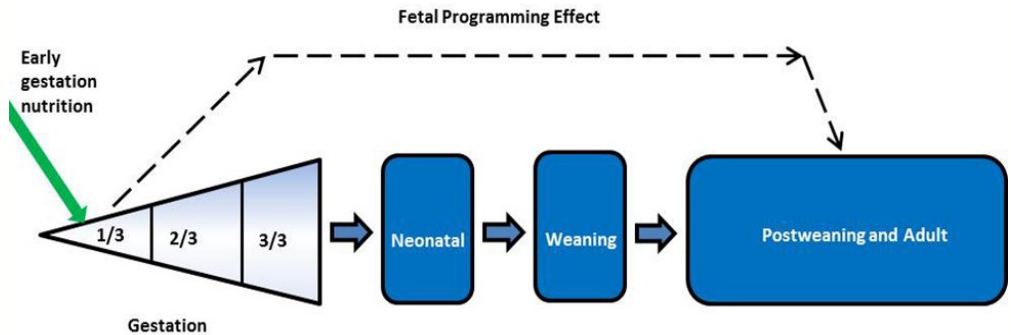 Fetal Programming Effect
Early
gestation
nutrition
1/3
2/3
3/3
Neonatal
Weaning
Postweaning and Adult
Gestation